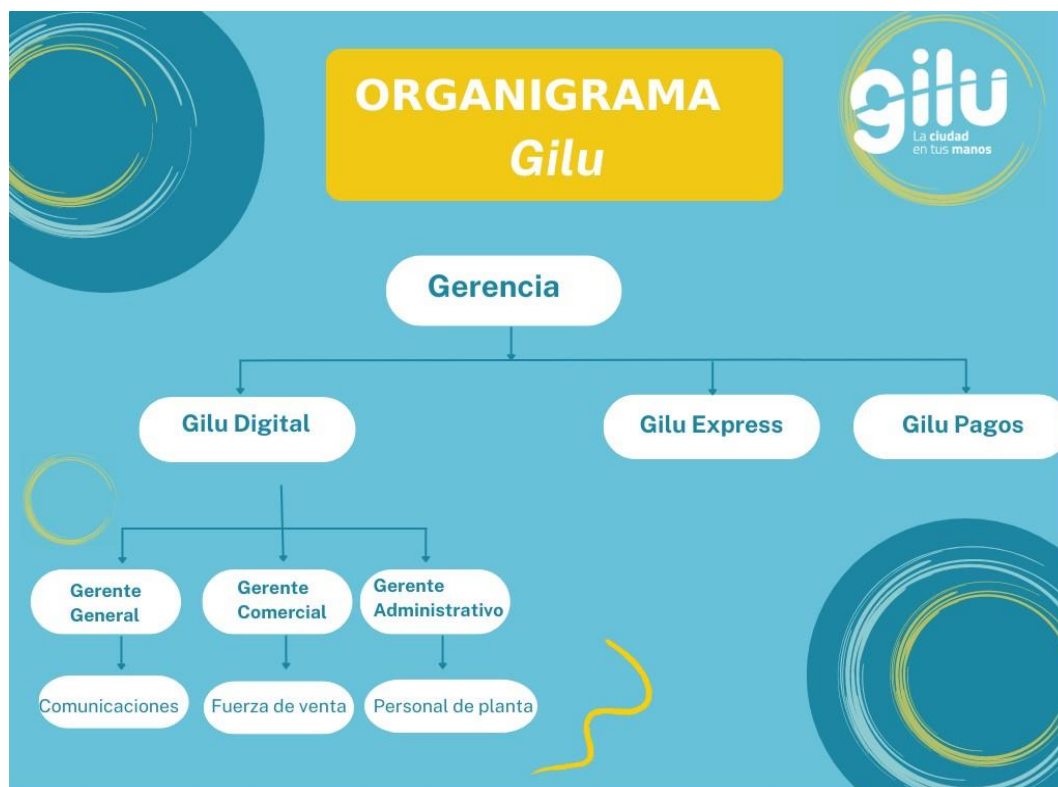 ORGANIGRAMA
Gilu
gilu
La ciudad
en tus manos
Gerencia
Gilu Digital
Gilu Express
Gilu Pagos
Gerente
General
Gerente
Comercial
Gerente
Administrativo
Comunicaciones
Fuerza de venta
Personal de planta